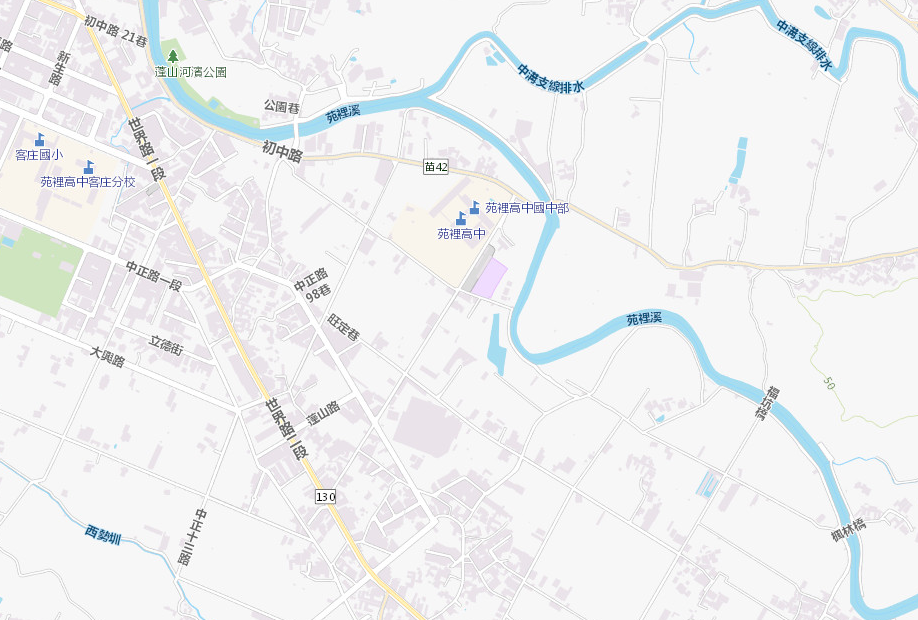 初中路 21巷
路
新生路
蓬山河濱公園
公園巷
苑裡溪
中溝支線排水
中溝支線排水
世界路一段
初中路
苗42
客庄國小
苑裡高中客庄分校
苑裡高中國中部
苑裡高中
中正路一段
中正路
98巷
旺定巷
苑裡溪
立德街
大興路
50
福坑橋
世界路二段
蓬山路
130
中正十三路
西勢圳
楓林橋